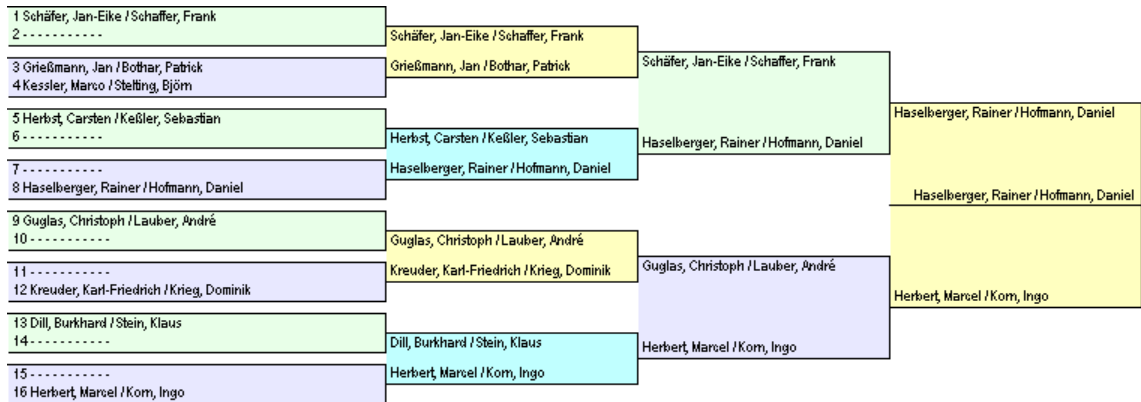 1 Schäfer, Jan-Eike / Schaffer, Frank
2 - - - - - - - - - - -
3 Grießmann, Jan / Bothar, Patrick
4 Kessler, Marco / Stelting, Björn
5 Herbst, Carsten / Keßler, Sebastian
6 - - - - - - - - - - -
7 - - - - - - - - - - -
8 Haselberger, Rainer / Hofmann, Daniel
9 Guglas, Christoph / Lauber, André
10 - - - - - - - - - - -
11 - - - - - - - - - - -
12 Kreuder, Karl-Friedrich / Krieg, Dominik
13 Dill, Burkhard / Stein, Klaus
14 - - - - - - - - - - -
15 - - - - - - - - - - -
16 Herbert, Marcel / Korn, Ingo
Schäfer, Jan-Eike / Schaffer, Frank
Grießmann, Jan / Bothar, Patrick
Herbst, Carsten / Keßler, Sebastian
Haselberger, Rainer / Hofmann, Daniel
Guglas, Christoph / Lauber, André
Kreuder, Karl-Friedrich / Krieg, Dominik
Dill, Burkhard / Stein, Klaus
Herbert, Marcel / Korn, Ingo
Schäfer, Jan-Eike / Schaffer, Frank
Haselberger, Rainer / Hofmann, Daniel
Guglas, Christoph / Lauber, André
Herbert, Marcel / Korn, Ingo
Haselberger, Rainer / Hofmann, Daniel
Herbert, Marcel / Korn, Ingo
Haselberger, Rainer / Hofmann, Daniel